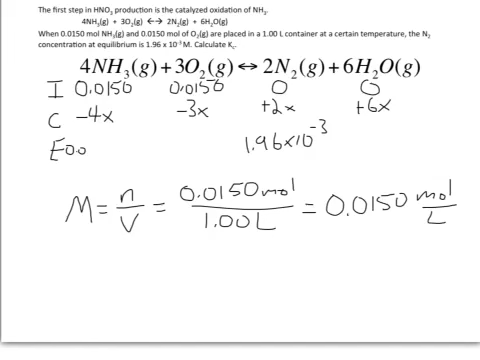 The first step in HNO₃ production is the catalyzed oxidation of NH₃.
4NH₃(g) + 3O₂(g) ←→ 2N₂(g) + 6H₂O(g)
When 0.0150 mol NH₃(g) and 0.0150 mol of O₂(g) are placed in a 1.00 L container at a certain temperature, the N₂
concentration at equilibrium is 1.96 x 10⁻³ M. Calculate Kc.
4NH₃(g) + 3O₂(g) ↔ 2N₂(g) + 6H₂O(g)
I 0.0150 0.0150 0 0
C -4x -3x +2x +6x
E 0.0 1.96x10⁻³
M = n/V = 0.0150 mol/1.00 L = 0.0150 mol/L